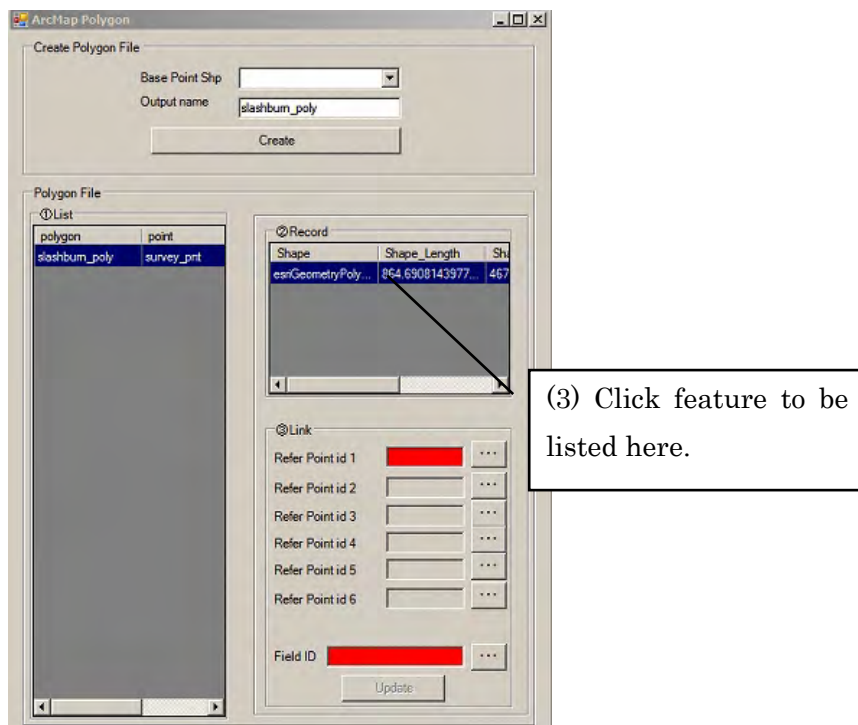 ArcMap Polygon
Create Polygon File
Base Point Shp
Output name slashburn_poly
Create
Polygon File
①List
polygon point
slashburn_poly survey_pnt
②Record
Shape Shape_Length Sha
esriGeometryPoly... 864.6908143977... 467
③Link
Refer Point id 1 ...
Refer Point id 2 ...
Refer Point id 3 ...
Refer Point id 4 ...
Refer Point id 5 ...
Refer Point id 6 ...
Field ID ...
Update
(3) Click feature to be
listed here.